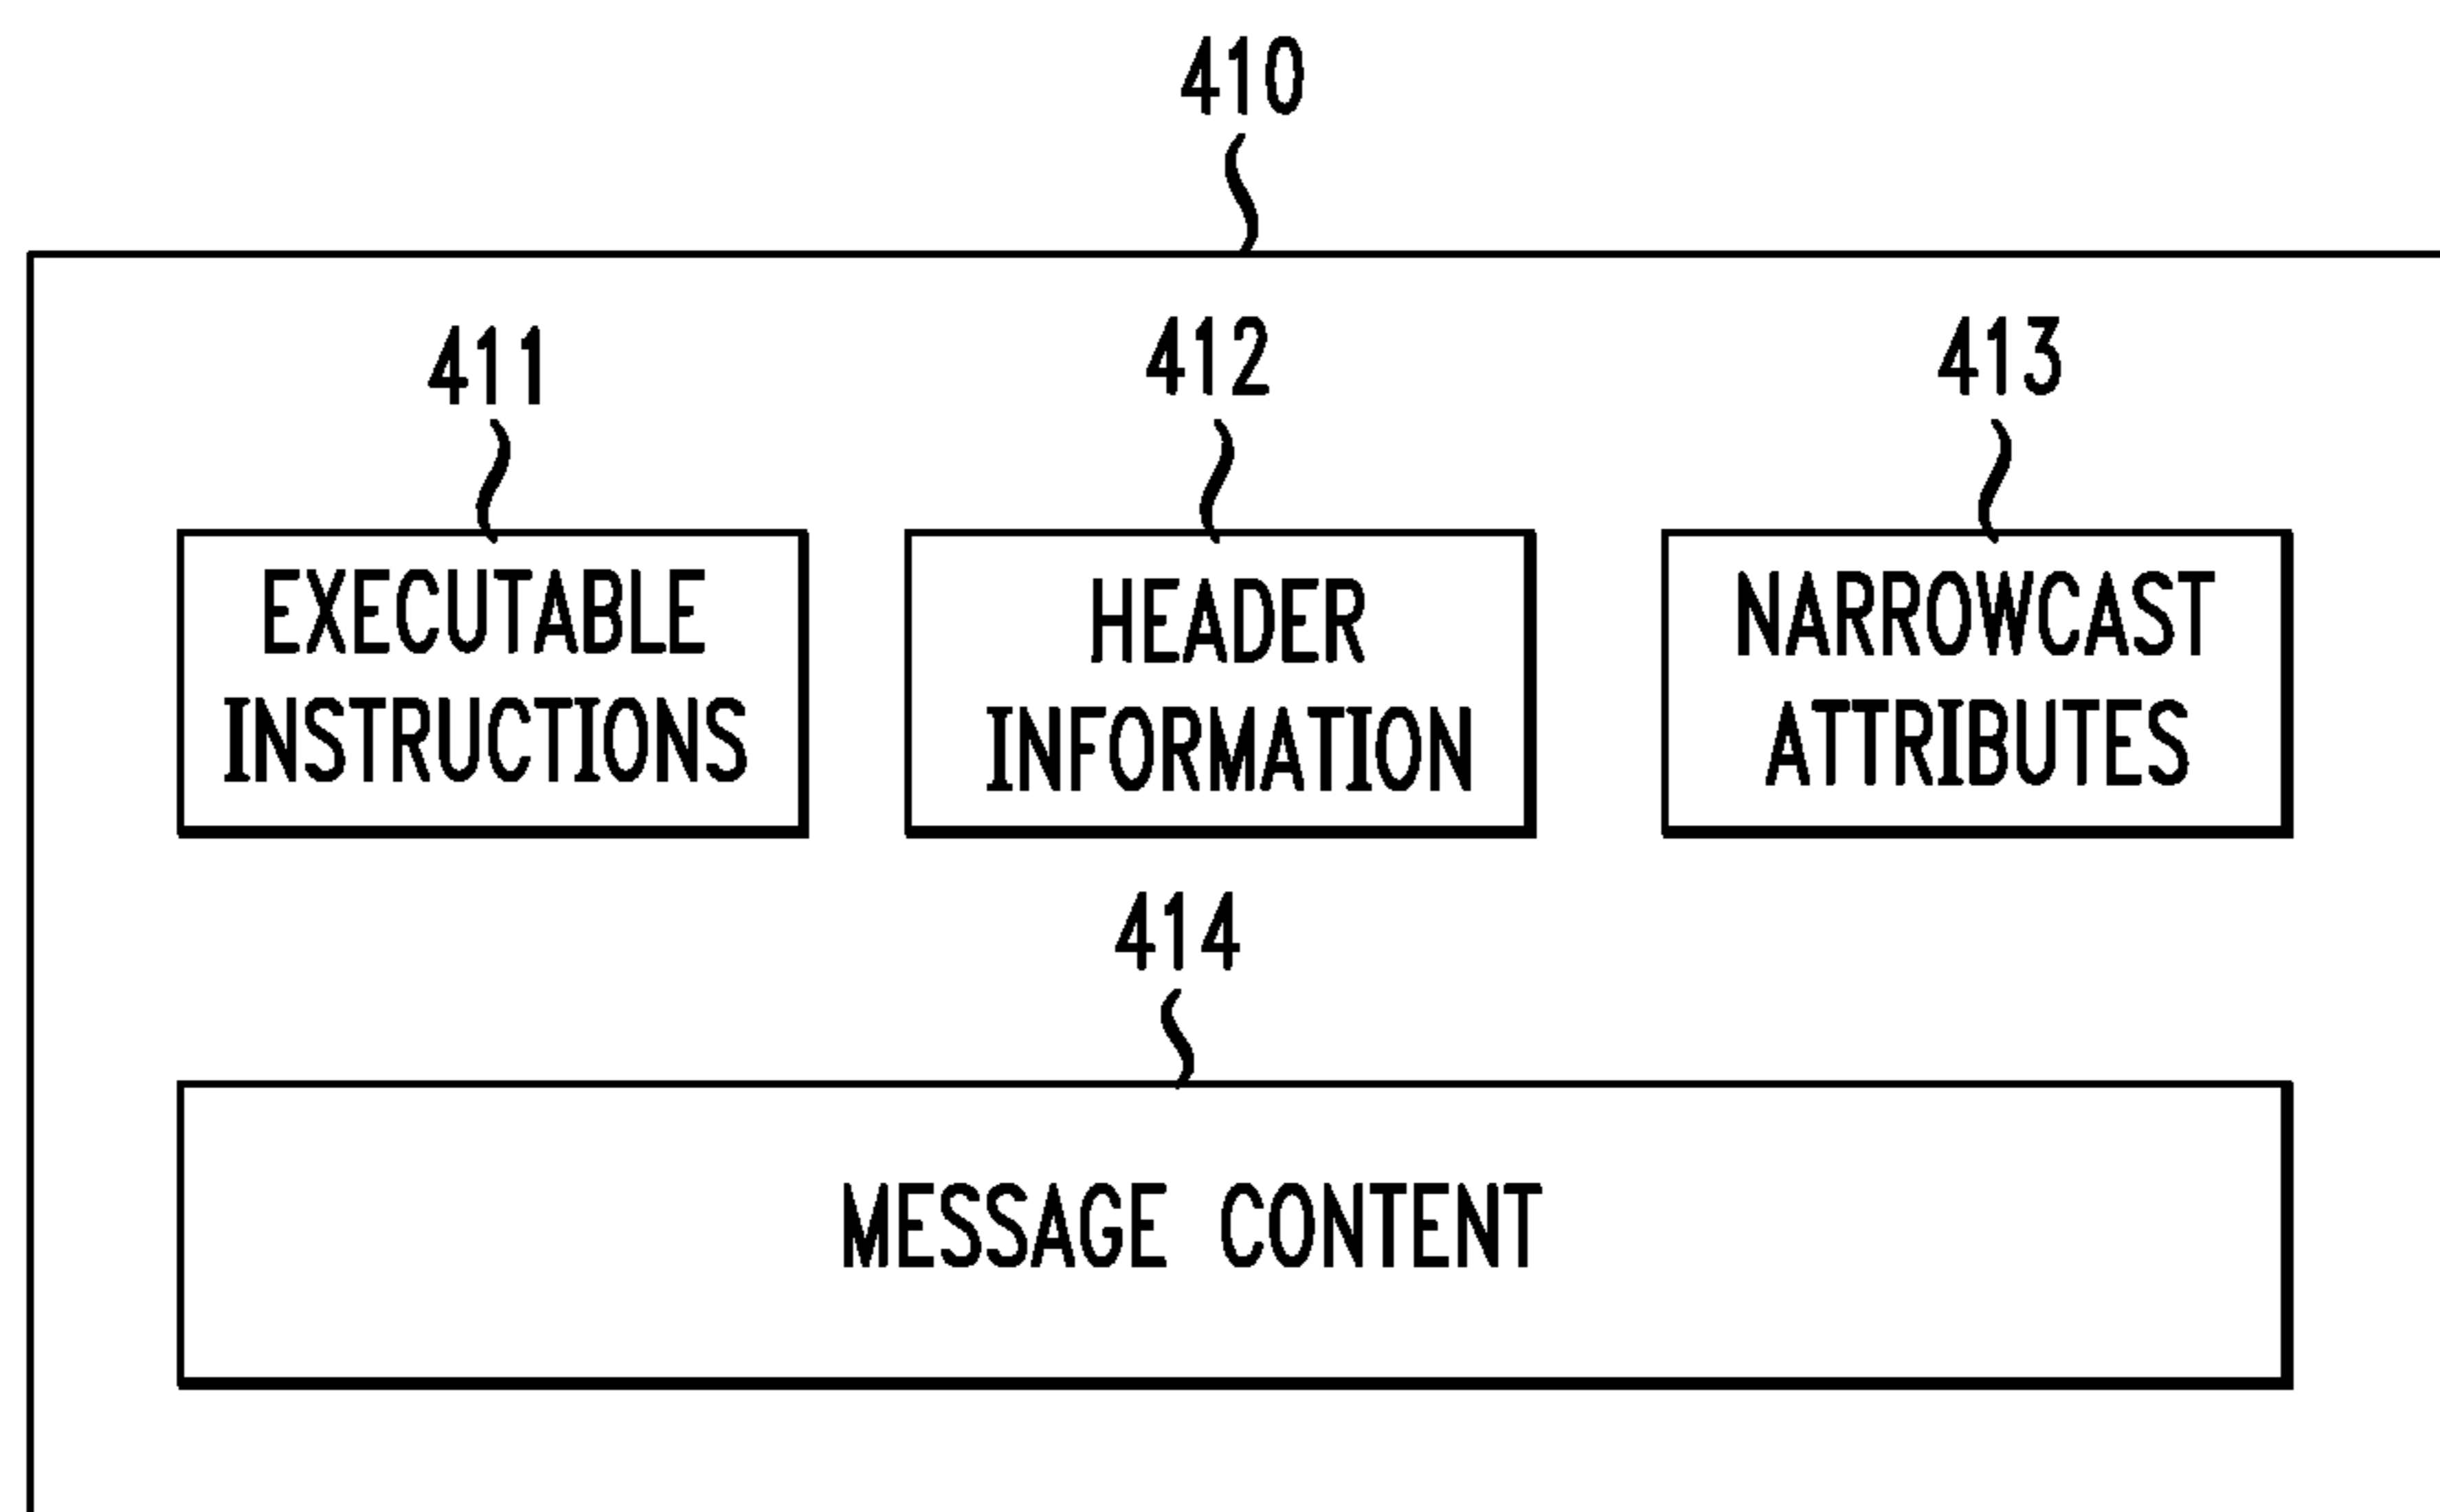 410
411
412
413
EXECUTABLE
INSTRUCTIONS
HEADER
INFORMATION
NARROWCAST
ATTRIBUTES
414
MESSAGE CONTENT